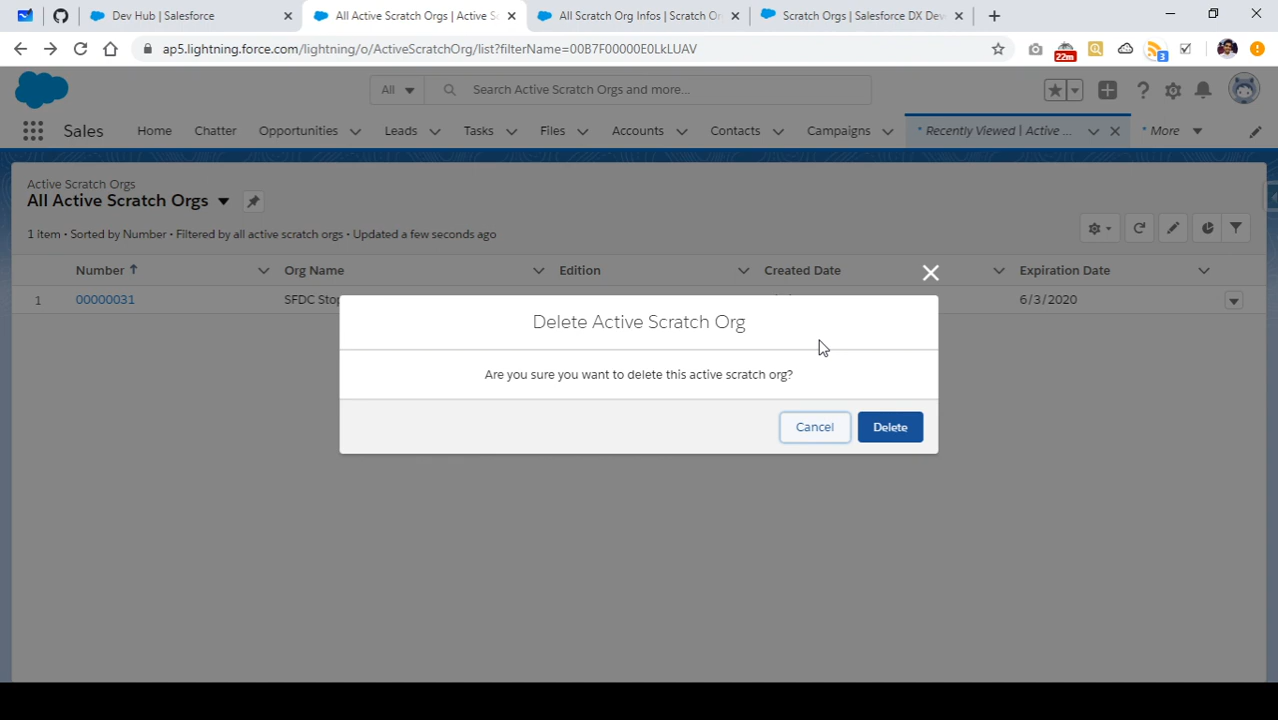 Dev Hub | Salesforce
All Active Scratch Orgs | Active S
All Scratch Org Infos | Scratch O
Scratch Orgs | Salesforce DX Dev
ap5.lightning.force.com/lightning/o/ActiveScratchOrg/list?filterName=00B7F00000E0LkLUAV
22m
3
All
Search Active Scratch Orgs and more...
Sales
Home
Chatter
Opportunities
Leads
Tasks
Files
Accounts
Contacts
Campaigns
* Recently Viewed | Active ...
* More
Active Scratch Orgs
All Active Scratch Orgs
1 item • Sorted by Number • Filtered by all active scratch orgs • Updated a few seconds ago
Number
Org Name
Edition
Created Date
Expiration Date
1
00000031
SFDC Stop
6/3/2020
Delete Active Scratch Org
Are you sure you want to delete this active scratch org?
Cancel
Delete